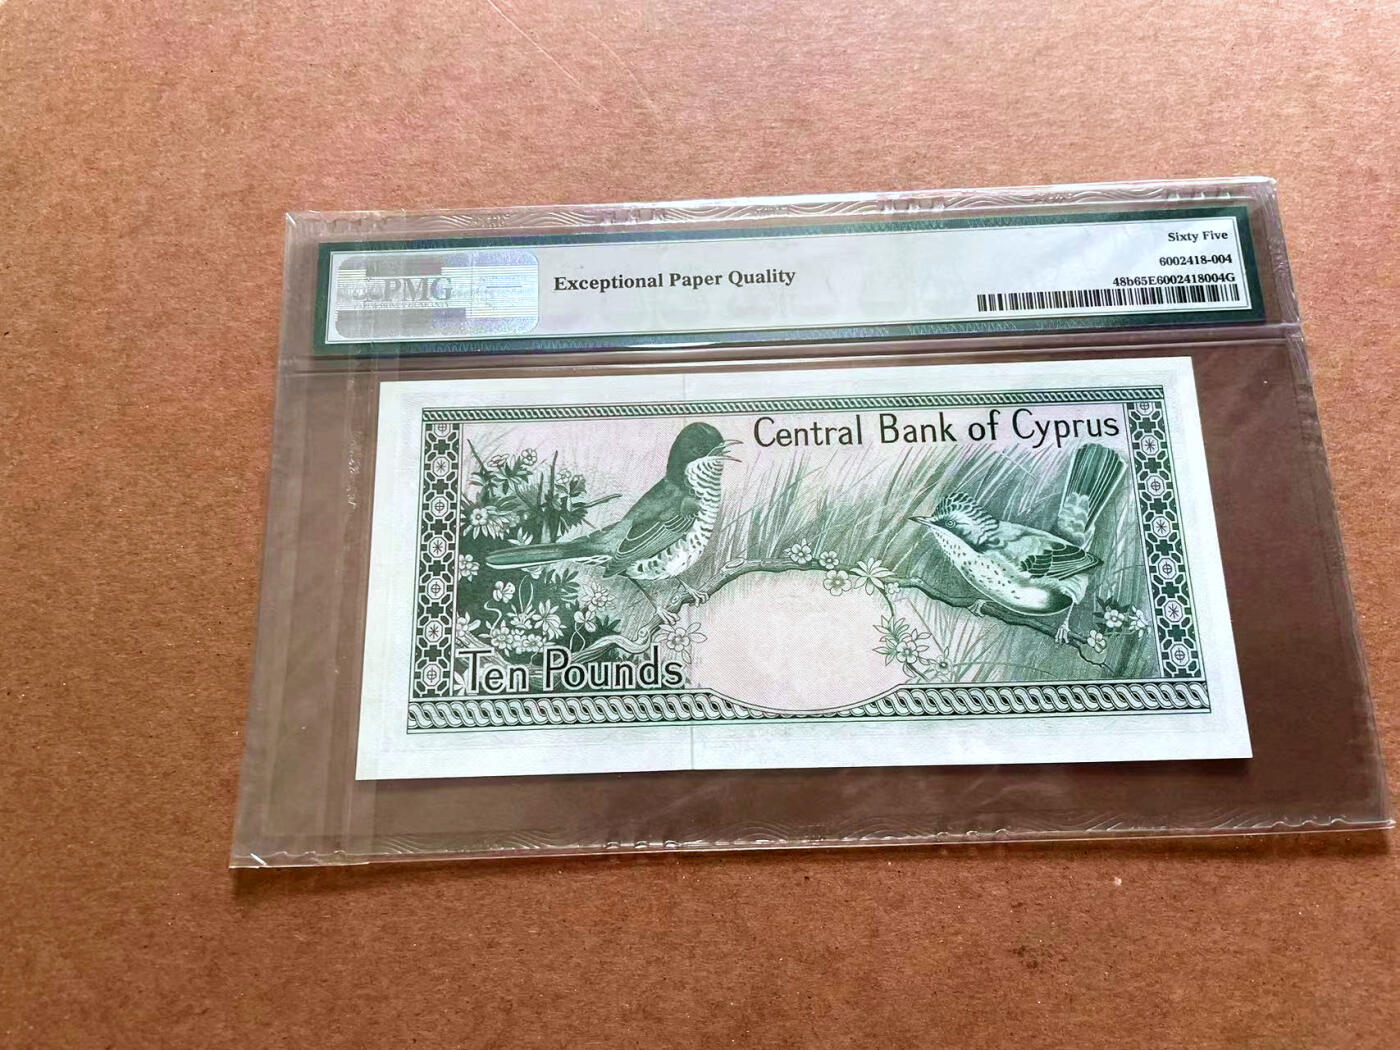 PMG
Exceptional Paper Quality
Sixty Five
6002418-004
48b65E6002418004G
Central Bank of Cyprus
Ten Pounds